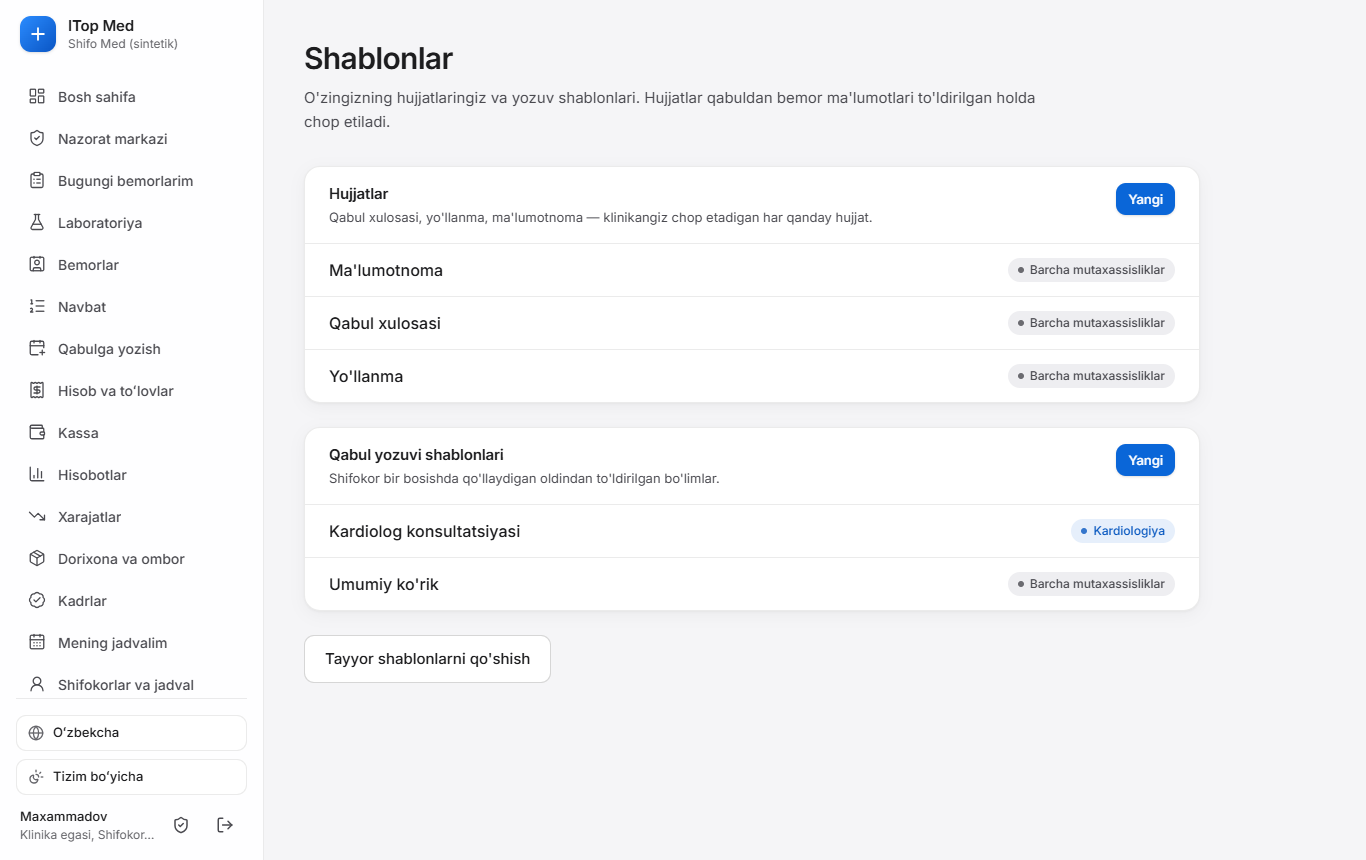 ITop Med
Shifo Med (sintetik)
Bosh sahifa
Nazorat markazi
Bugungi bemorlarim
Laboratoriya
Bemorlar
Navbat
Qabulga yozish
Hisob va toʻlovlar
Kassa
Hisobotlar
Xarajatlar
Dorixona va ombor
Kadrlar
Mening jadvalim
Shifokorlar va jadval
Oʻzbekcha
Tizim boʻyicha
Maxammadov
Klinika egasi, Shifokor...
Shablonlar
O'zingizning hujjatlaringiz va yozuv shablonlari. Hujjatlar qabuldan bemor ma'lumotlari to'ldirilgan holda
chop etiladi.
Hujjatlar
Yangi
Qabul xulosasi, yo'llanma, ma'lumotnoma — klinikangiz chop etadigan har qanday hujjat.
Ma'lumotnoma
Barcha mutaxassisliklar
Qabul xulosasi
Barcha mutaxassisliklar
Yo'llanma
Barcha mutaxassisliklar
Qabul yozuvi shablonlari
Yangi
Shifokor bir bosishda qo'llaydigan oldindan to'ldirilgan bo'limlar.
Kardiolog konsultatsiyasi
Kardiologiya
Umumiy ko'rik
Barcha mutaxassisliklar
Tayyor shablonlarni qo'shish